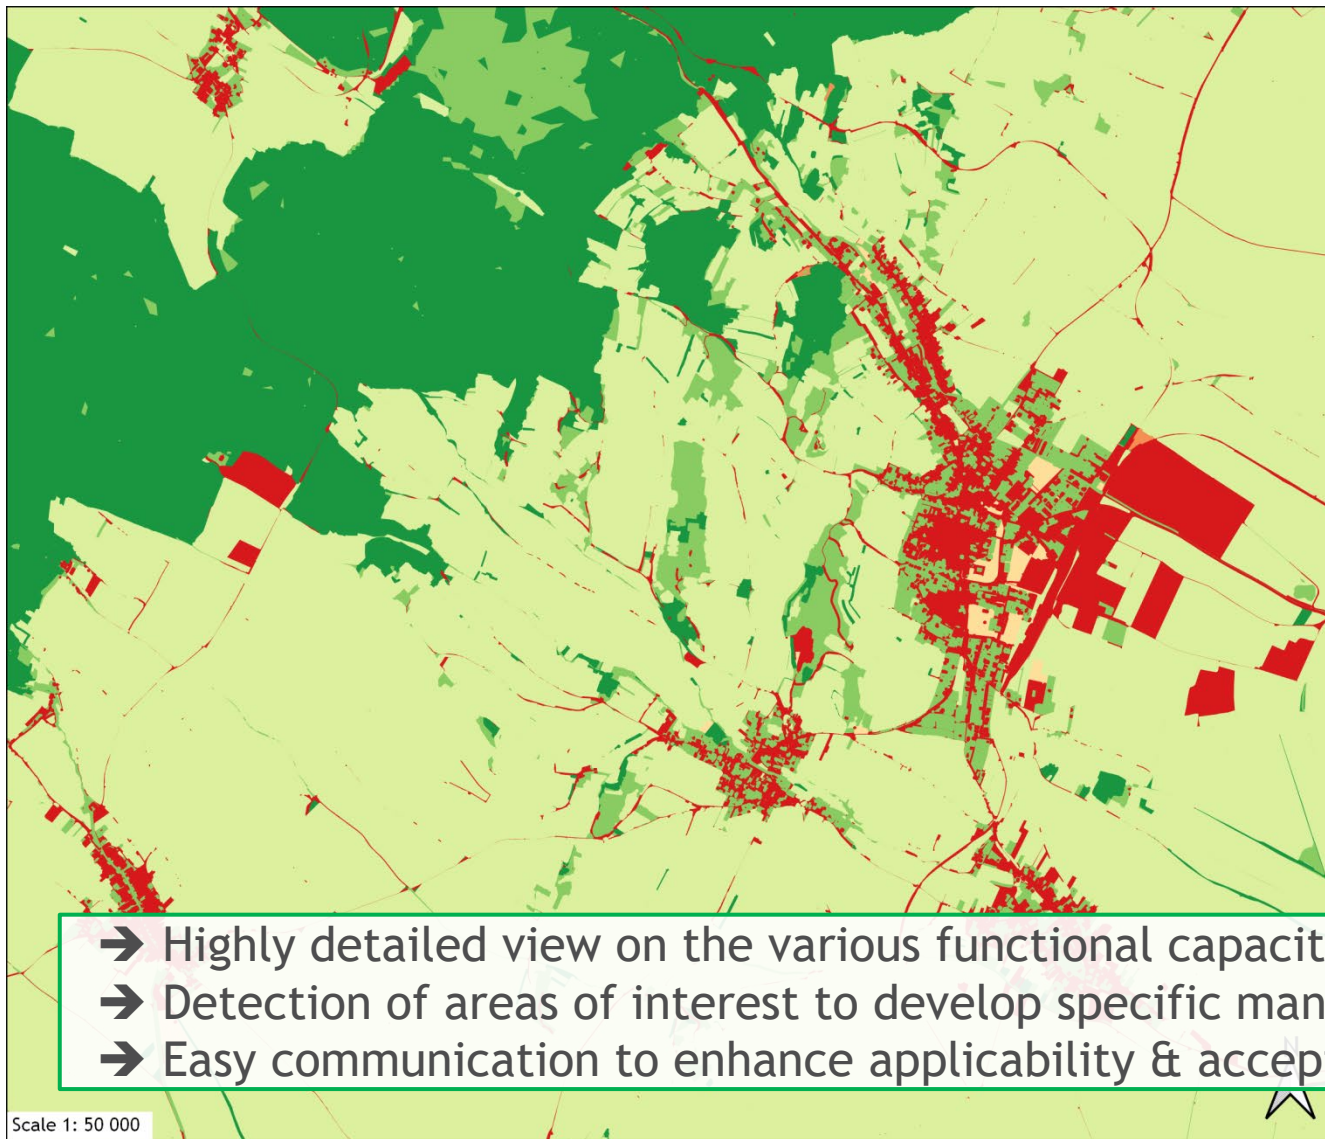 ➔ Highly detailed view on the various functional capacit
➔ Detection of areas of interest to develop specific man
➔ Easy communication to enhance applicability & accep
N
Scale 1: 50 000